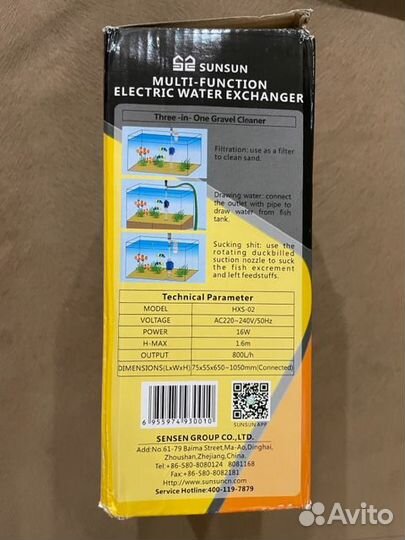 SUNSUN
MULTI-FUNCTION
ELECTRIC WATER EXCHANGER
Three -in- One Gravel Cleaner
Filtration: use as a filter
to clean sand.
Drawing water: connect
the outlet with pipe to
draw water from fish
tank.
Sucking shit: use the
rotating duckbilled
suction nozzle to suck
the fish excrement
and left feedstuffs.
Technical Parameter
MODEL HXS-02
VOLTAGE AC220~240V/50Hz
POWER 16W
H-MAX 1.6m
OUTPUT 800L/h
DIMENSIONS(LxWxH) 75x55x650~1050mm(Connected)
6 955974 930010
SUNSUN APP
SENSEN GROUP CO.,LTD.
Add:No.61-79 Baima Street,Ma-Ao,Dinghai,
Zhoushan,Zhejiang,China.
Tel:+86-580-8080124 8081168
Fax:+86-580-8082181
Http://www.sunsuncn.com
Service Hotline:400-119-7879
Avito